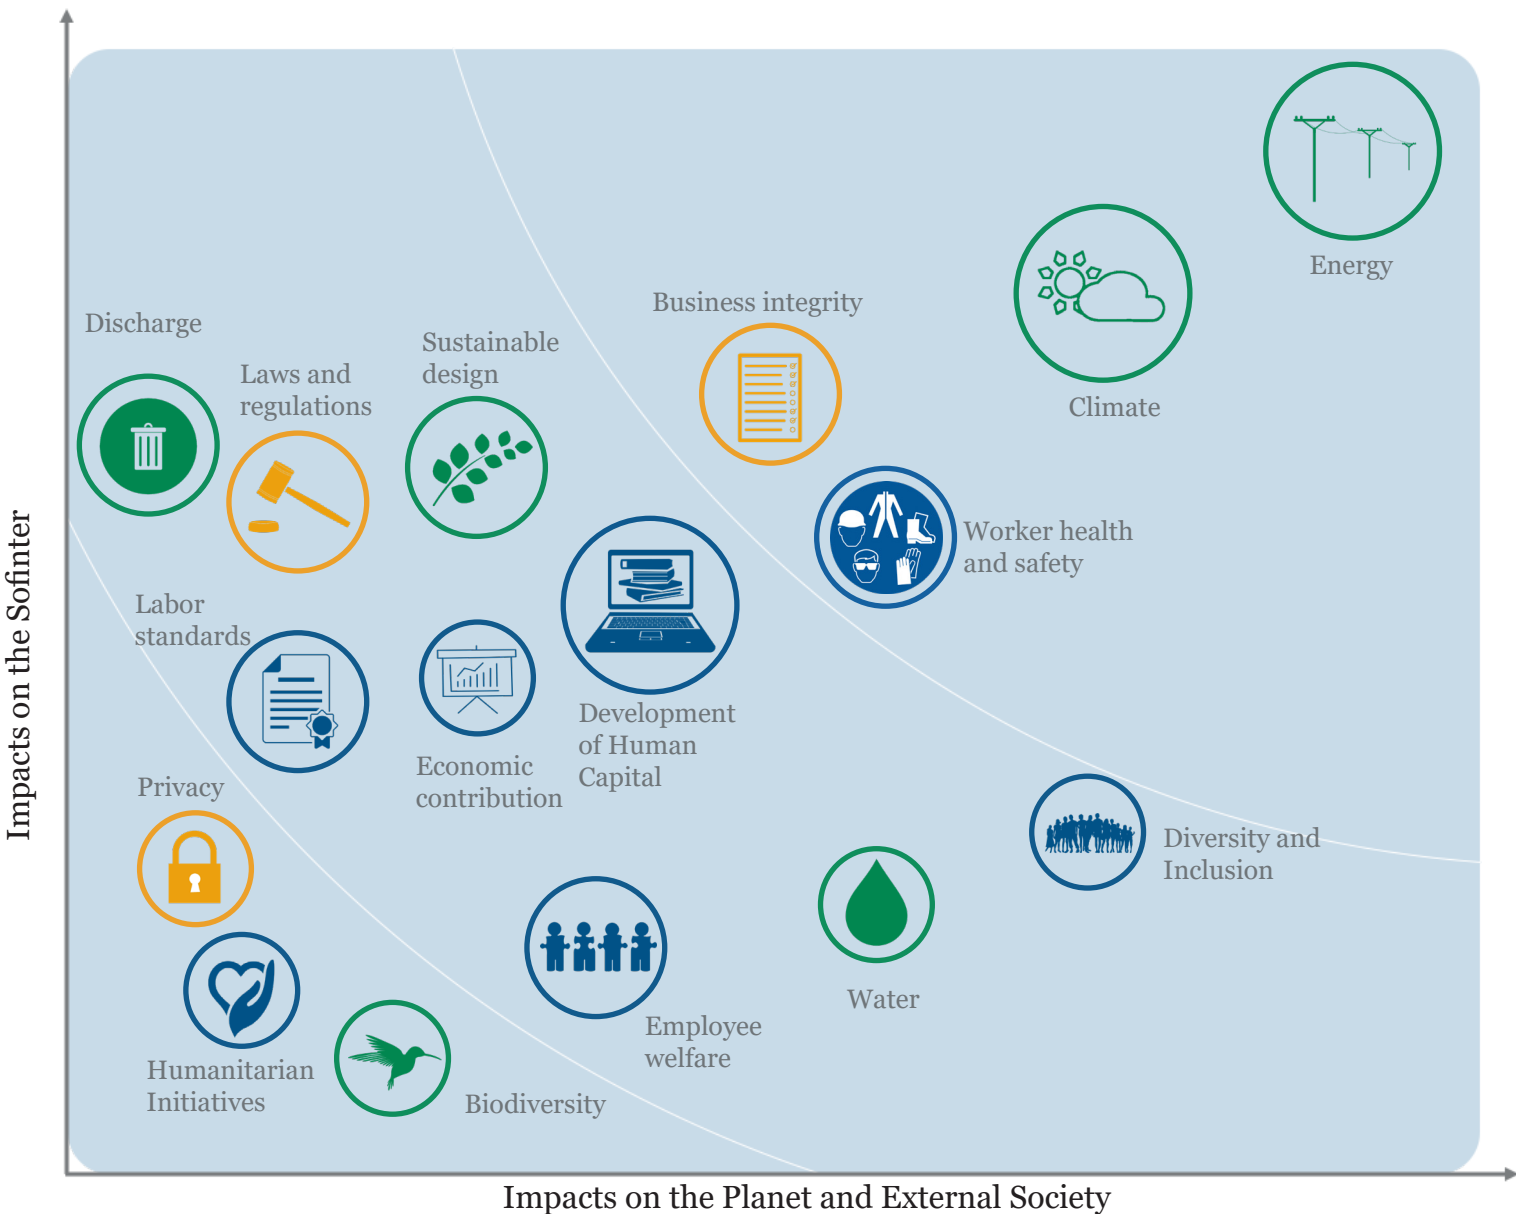 Energy
Business integrity
Discharge
Sustainable
design
Laws and
regulations
Climate
Worker health
and safety
Impacts on the Sofinter
Labor
standards
Development
of Human
Capital
Economic
contribution
Privacy
Diversity and
Inclusion
Water
Employee
welfare
Humanitarian
Initiatives
Biodiversity
Impacts on the Planet and External Society